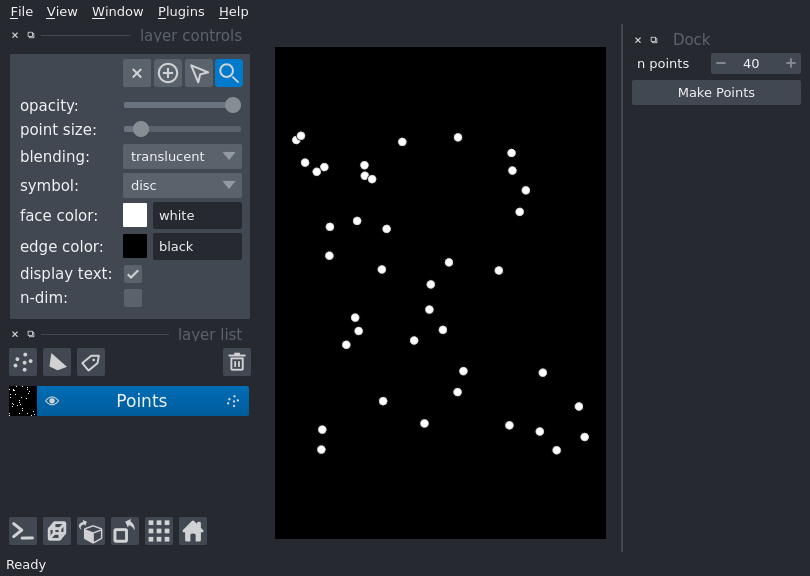 File View Window Plugins Help
layer controls
opacity:
point size:
blending: translucent
symbol: disc
face color: white
edge color: black
display text:
n-dim:
layer list
Points
Dock
n points 40
Make Points
Ready